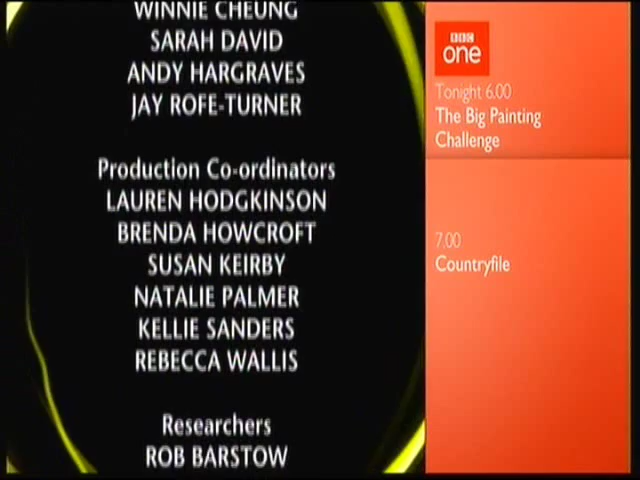 WINNIE CHEUNG
SARAH DAVID
ANDY HARGRAVES
JAY ROFE-TURNER
Production Co-ordinators
LAUREN HODGKINSON
BRENDA HOWCROFT
SUSAN KEIRBY
NATALIE PALMER
KELLIE SANDERS
REBECCA WALLIS
Researchers
ROB BARSTOW
BBC
one
Tonight 6.00
The Big Painting
Challenge
7.00
Countryfile